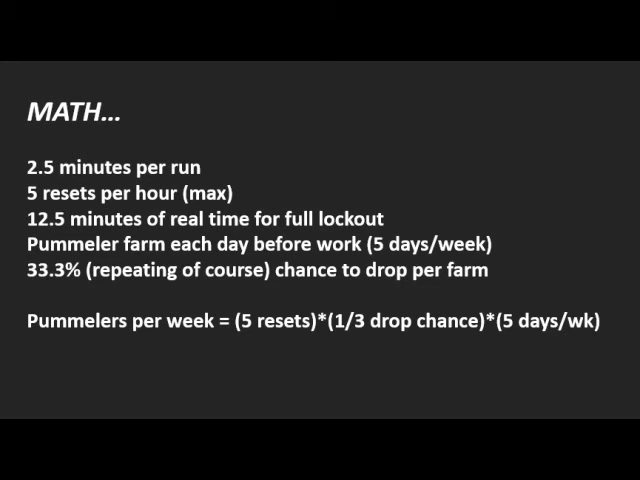 MATH...
2.5 minutes per run
5 resets per hour (max)
12.5 minutes of real time for full lockout
Pummeler farm each day before work (5 days/week)
33.3% (repeating of course) chance to drop per farm
Pummelers per week = (5 resets)*(1/3 drop chance)*(5 days/wk)